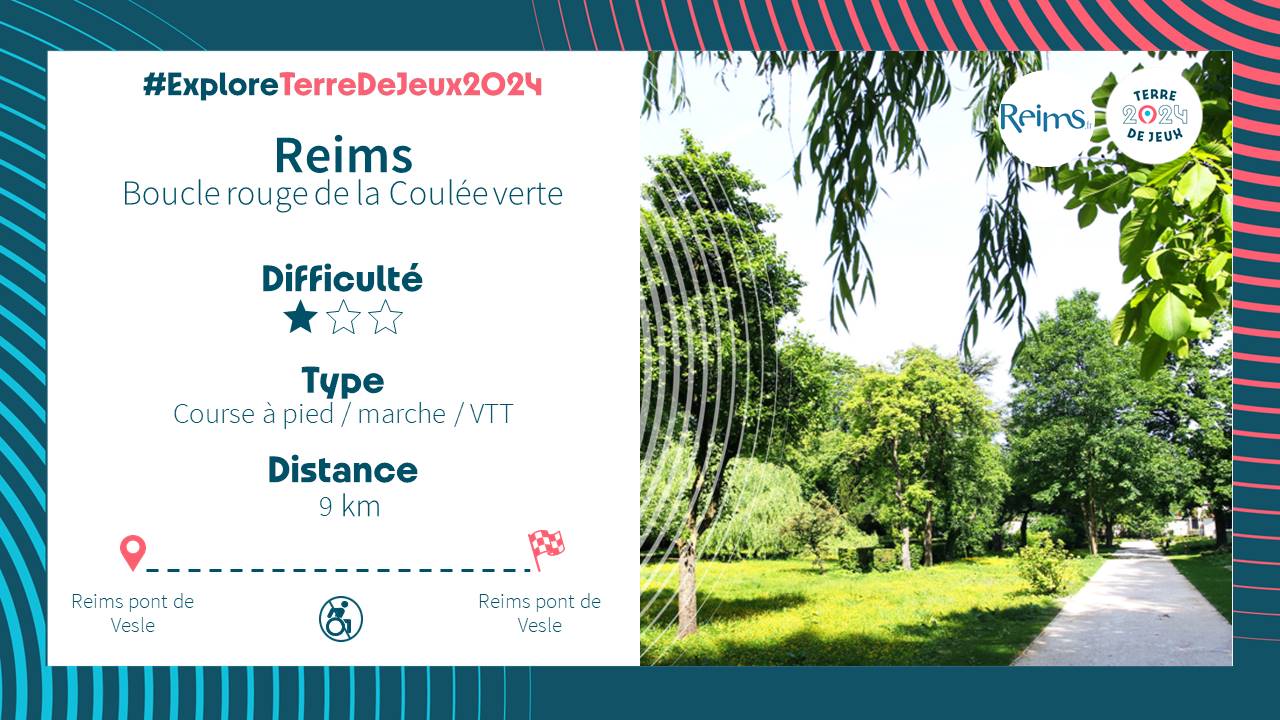 #ExploreTerreDeJeux2024
Reims
Boucle rouge de la Coulée verte
Difficulté
Type
Course à pied / marche / VTT
Distance
9 km
Reims pont de
Vesle
Reims pont de
Vesle
Reims.fr
TERRE
2024
DE JEUX